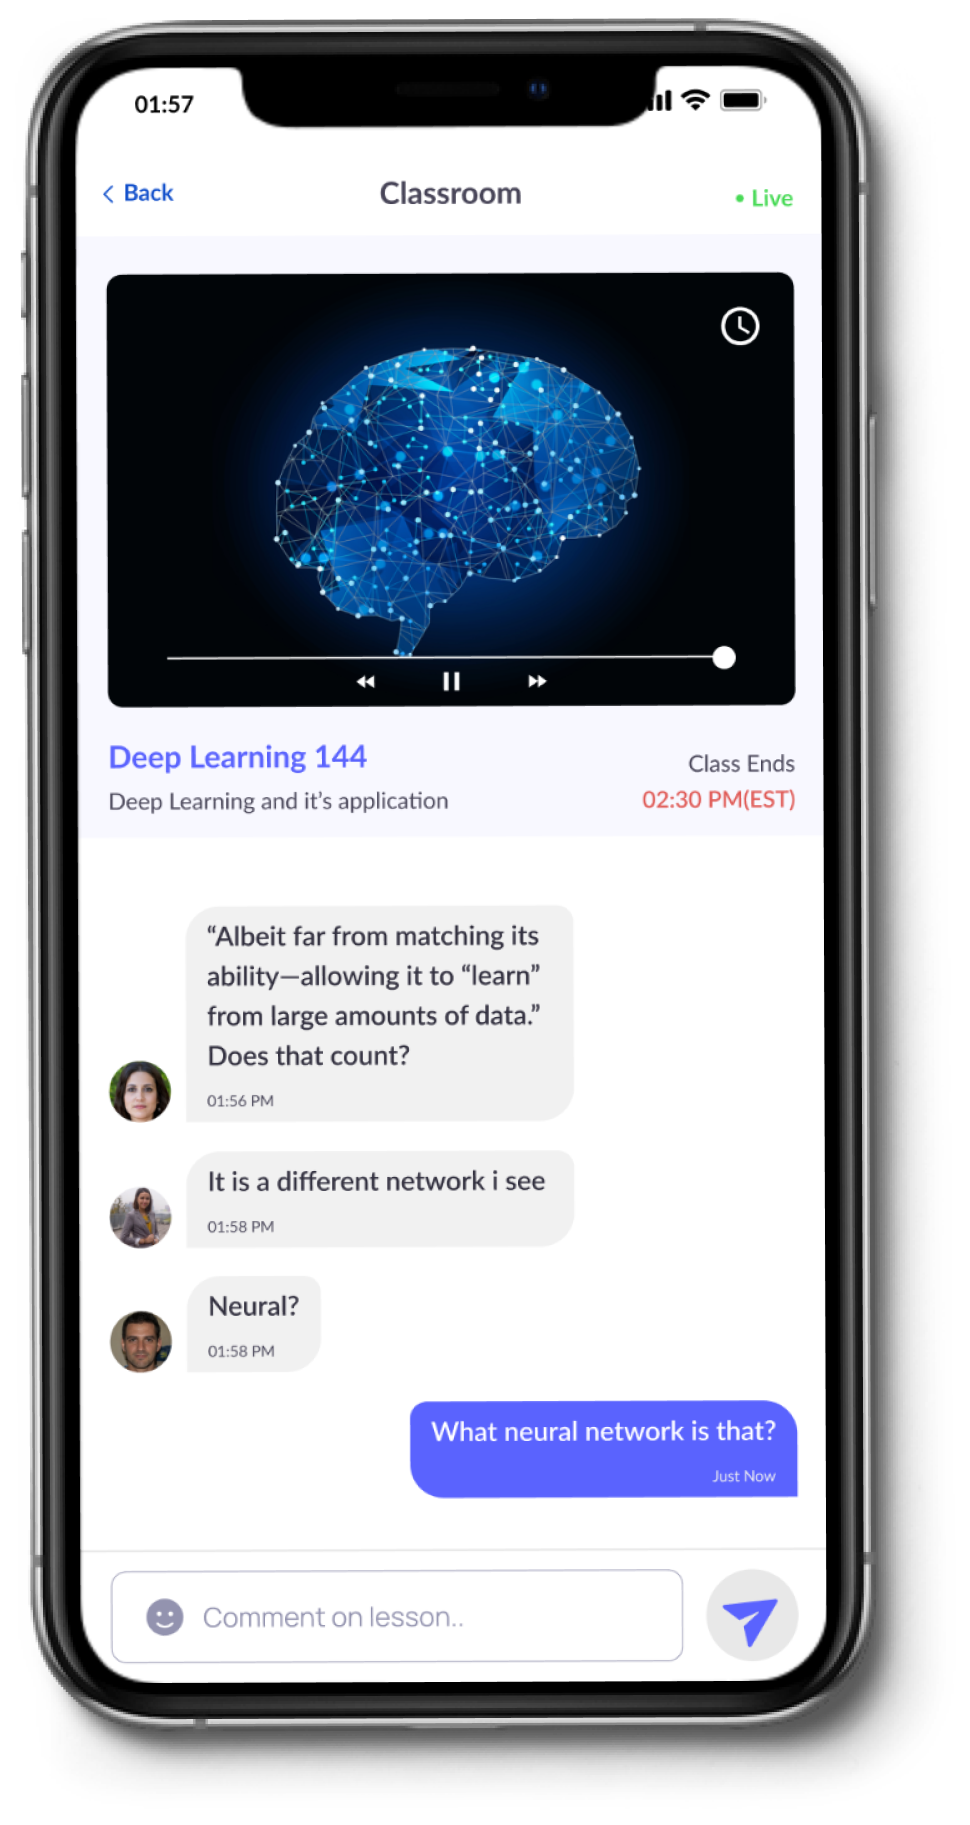 01:57
Back
Classroom
• Live
Deep Learning 144
Class Ends
Deep Learning and it’s application
02:30 PM(EST)
“Albeit far from matching its
ability—allowing it to “learn”
from large amounts of data.”
Does that count?
01:56 PM
It is a different network i see
01:58 PM
Neural?
01:58 PM
What neural network is that?
Just Now
Comment on lesson..